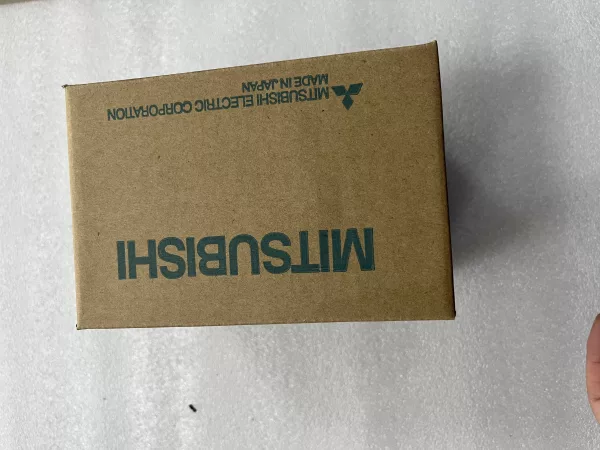 MITSUBISHI
MITSUBISHI ELECTRIC CORPORATION
MADE IN JAPAN